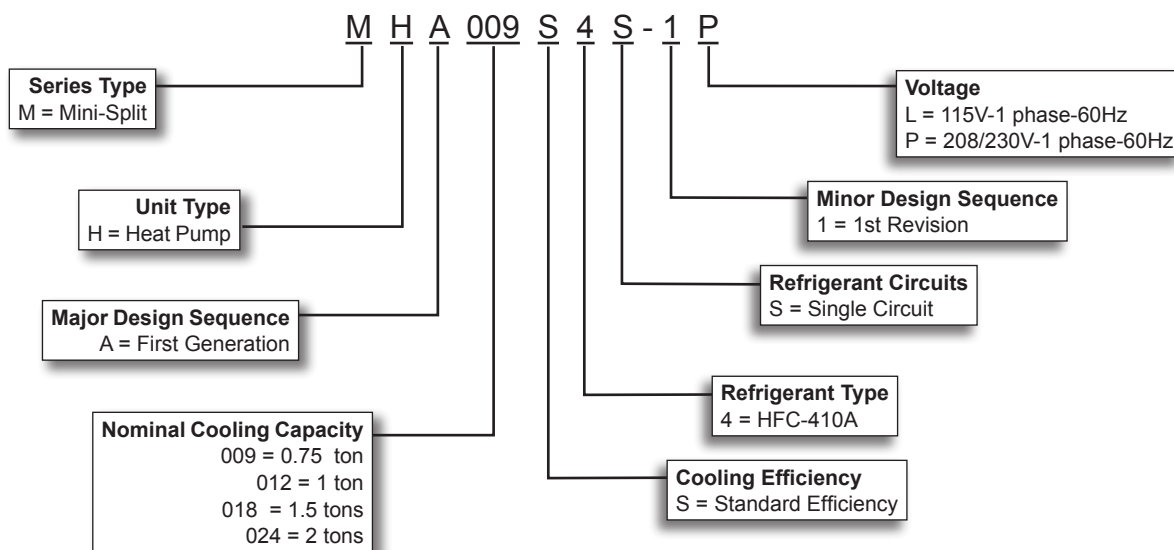 M H A 009 S 4 S - 1 P
Series Type
M = Mini-Split
Unit Type
H = Heat Pump
Major Design Sequence
A = First Generation
Nominal Cooling Capacity
009 = 0.75 ton
012 = 1 ton
018 = 1.5 tons
024 = 2 tons
Voltage
L = 115V-1 phase-60Hz
P = 208/230V-1 phase-60Hz
Minor Design Sequence
1 = 1st Revision
Refrigerant Circuits
S = Single Circuit
Refrigerant Type
4 = HFC-410A
Cooling Efficiency
S = Standard Efficiency